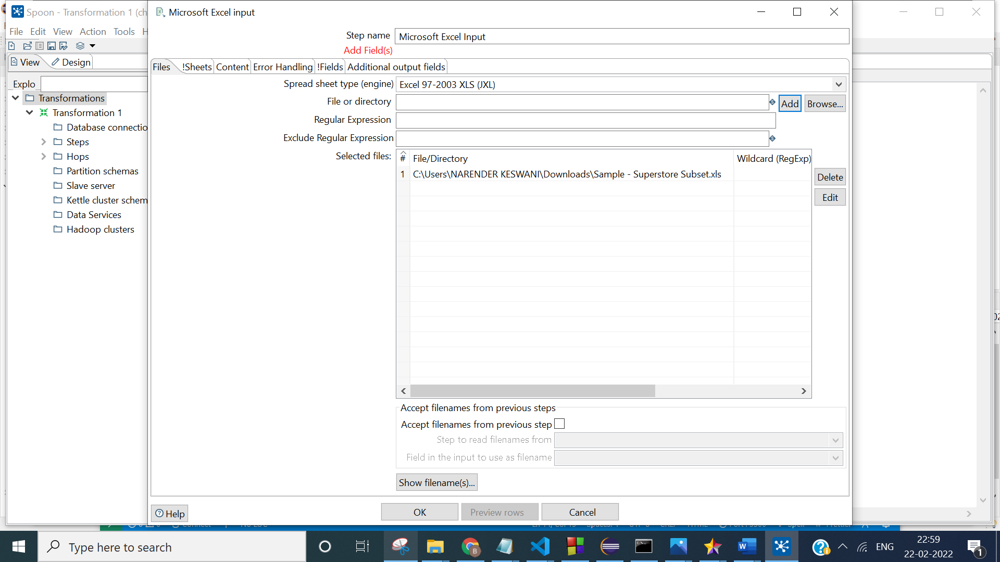 Spoon - Transformation 1 (ch
Microsoft Excel input
File Edit View Action Tools H
Step name Microsoft Excel Input
Add Field(s)
View Design
Files !Sheets Content Error Handling !Fields Additional output fields
Explo
Spread sheet type (engine) Excel 97-2003 XLS (JXL)
File or directory Add Browse...
Regular Expression
Exclude Regular Expression
Selected files:
# File/Directory Wildcard (RegExp)
1 C:\Users\NARENDER KESWANI\Downloads\Sample - Superstore Subset.xls
Delete
Edit
Transformations
Transformation 1
Database connectio
Steps
Hops
Partition schemas
Slave server
Kettle cluster schem
Data Services
Hadoop clusters
Accept filenames from previous steps
Accept filenames from previous step
Step to read filenames from
Field in the input to use as filename
Show filename(s)...
Help OK Preview rows Cancel
Type here to search
ENG
22:59
22-02-2022
1